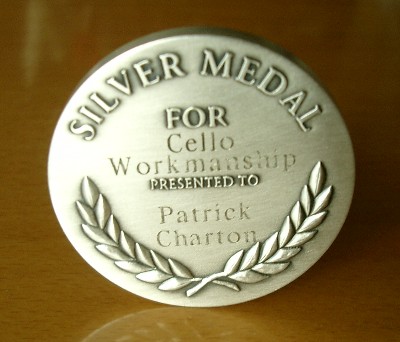 SILVER MEDAL
FOR
Cello
Workmanship
PRESENTED TO
Patrick
Charton